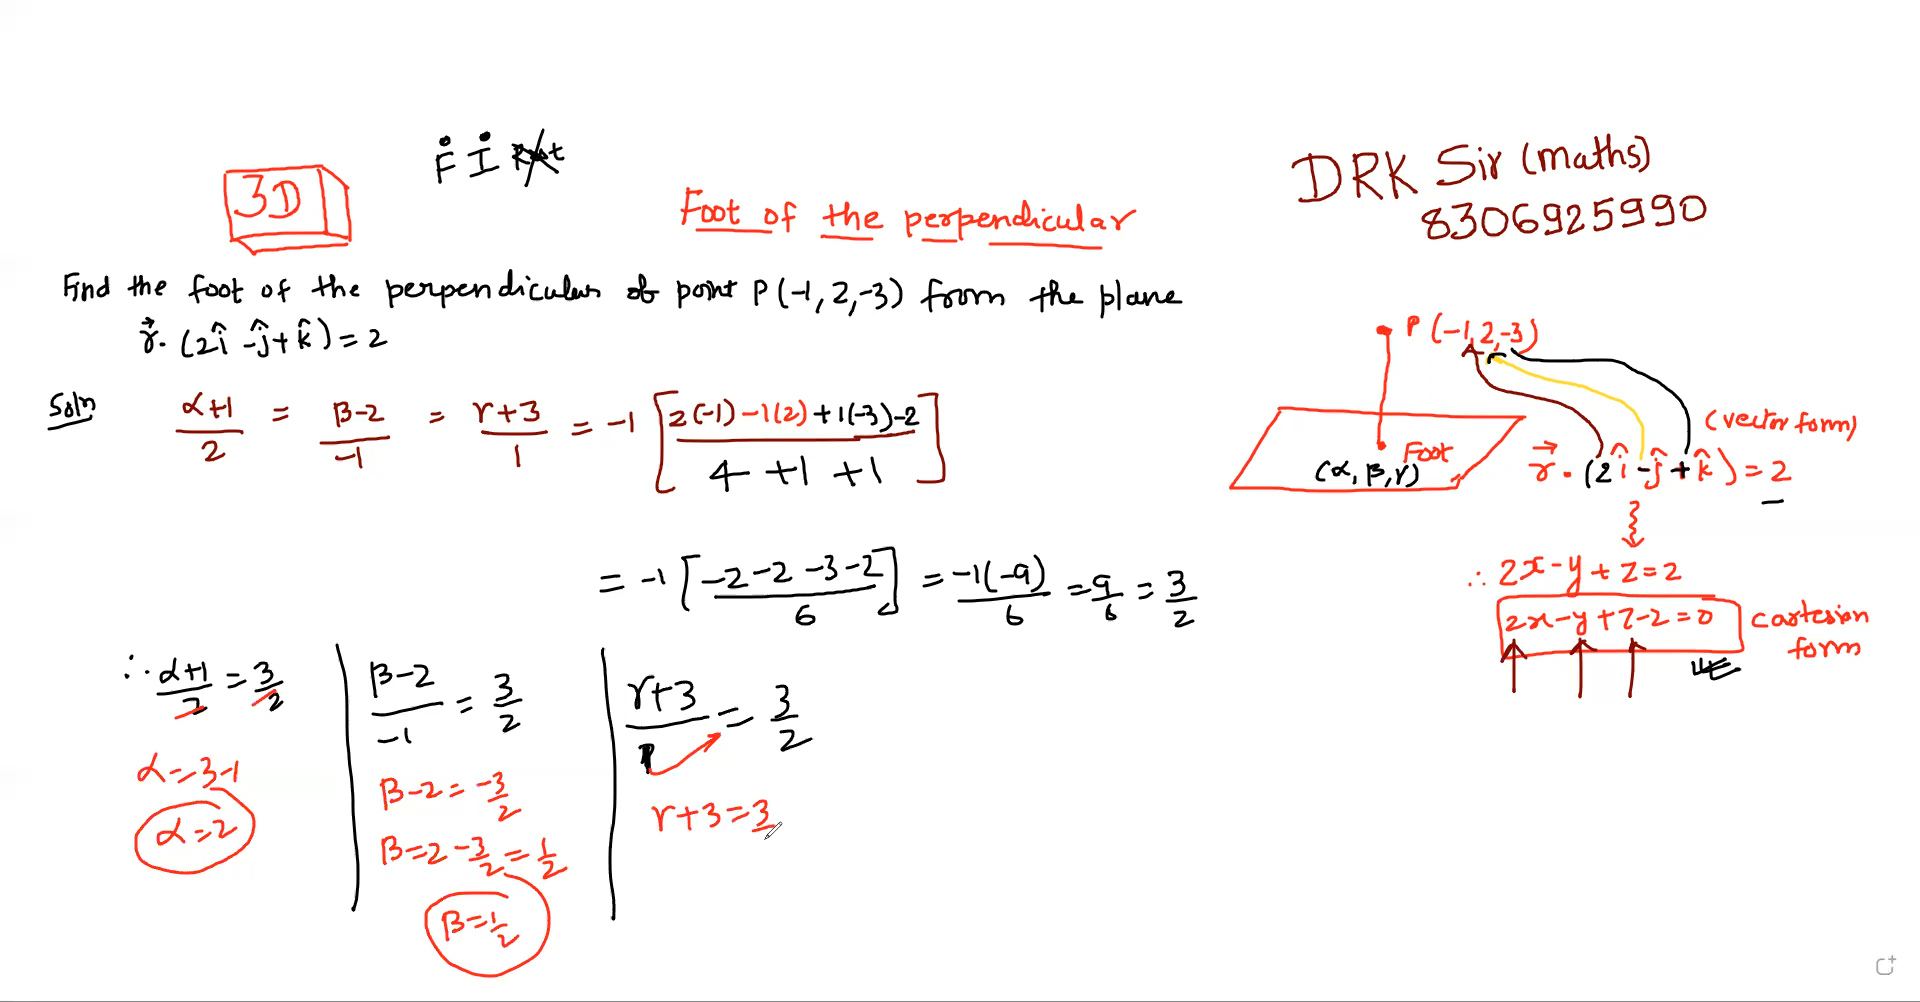 F I
3D
Foot of the perpendicular
DRK Sir (maths)
8306925990
Find the foot of the perpendicular of point P(-1, 2, -3) from the plane
r⃗. (2î - ĵ + k̂) = 2
Soln
α+1/2 = β-2/-1 = r+3/1 = -1 [2(-1) -1(2) +1(-3) -2 / 4 +1 +1]
= -1 [-2 -2 -3 -2 / 6] = -1(-9)/6 = 9/6 = 3/2
∴ α+1/2 = 3/2
α = 3-1
α = 2
β-2/-1 = 3/2
β-2 = -3/2
β = 2 - 3/2 = 1/2
β = 1/2
r+3/1 = 3/2
r+3 = 3
P (-1, 2, -3)
Foot
(α, β, r)
(vector form)
r⃗. (2î - ĵ + k̂) = 2
∴ 2x - y + z = 2
2x - y + z - 2 = 0
cartesian
form